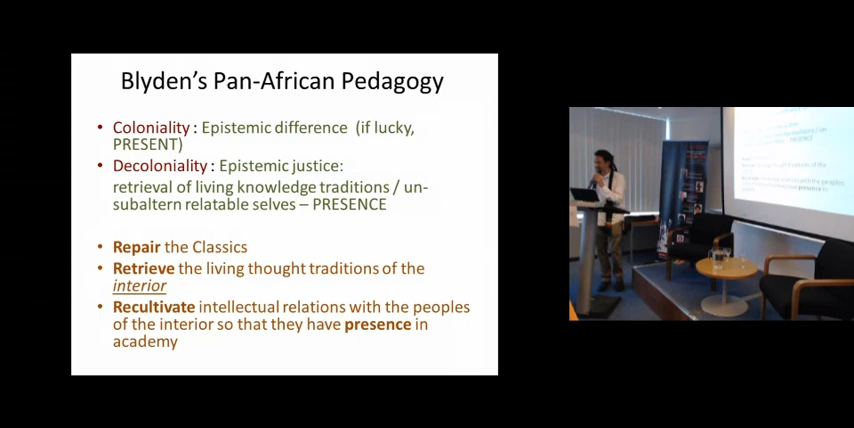 Blyden's Pan-African Pedagogy
• Coloniality : Epistemic difference (if lucky,
PRESENT)
• Decoloniality : Epistemic justice:
retrieval of living knowledge traditions / un-
subaltern relatable selves – PRESENCE
• Repair the Classics
• Retrieve the living thought traditions of the
interior
• Recultivate intellectual relations with the peoples
of the interior so that they have presence in
academy